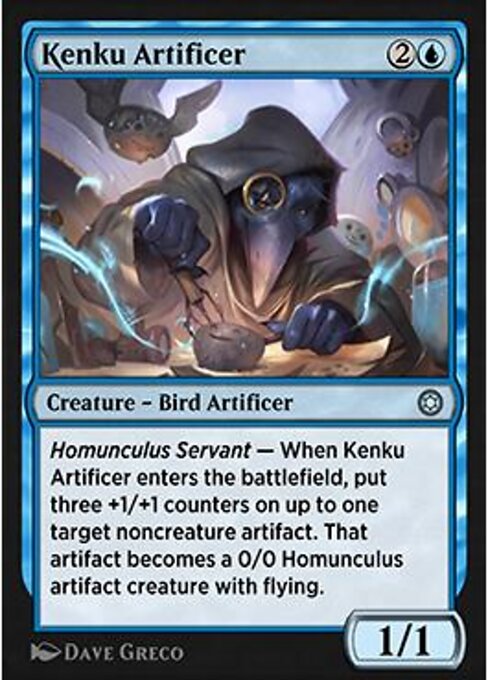 Kenku Artificer 2
Creature ~ Bird Artificer
Homunculus Servant — When Kenku
Artificer enters the battlefield, put
three +1/+1 counters on up to one
target noncreature artifact. That
artifact becomes a 0/0 Homunculus
artifact creature with flying.
1/1
Dave Greco